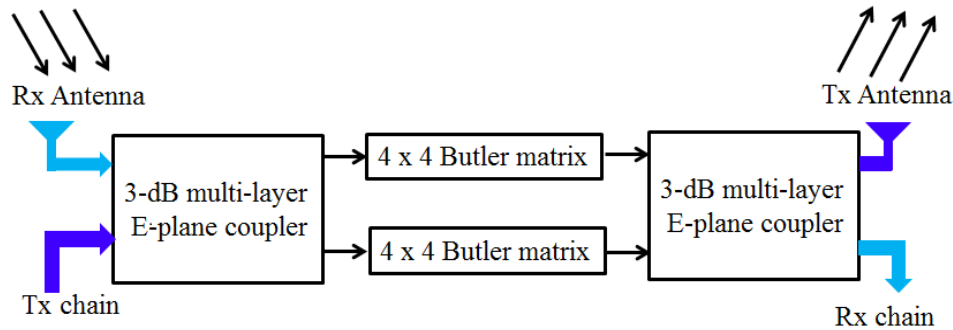 Rx Antenna
Tx Antenna
3-dB multi-layer
E-plane coupler
4 x 4 Butler matrix
4 x 4 Butler matrix
3-dB multi-layer
E-plane coupler
Tx chain
Rx chain